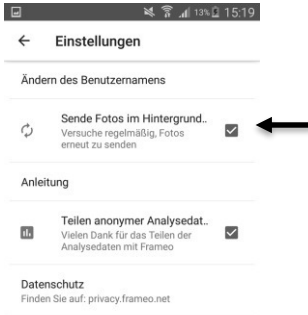 13% 15:19
Einstellungen
Ändern des Benutzernamens
Sende Fotos im Hintergrund..
Versuche regelmäßig, Fotos
erneut zu senden
Anleitung
Teilen anonymer Analysedat..
Vielen Dank für das Teilen der
Analysedaten mit Frameo
Datenschutz
Finden Sie auf: privacy.frameo.net